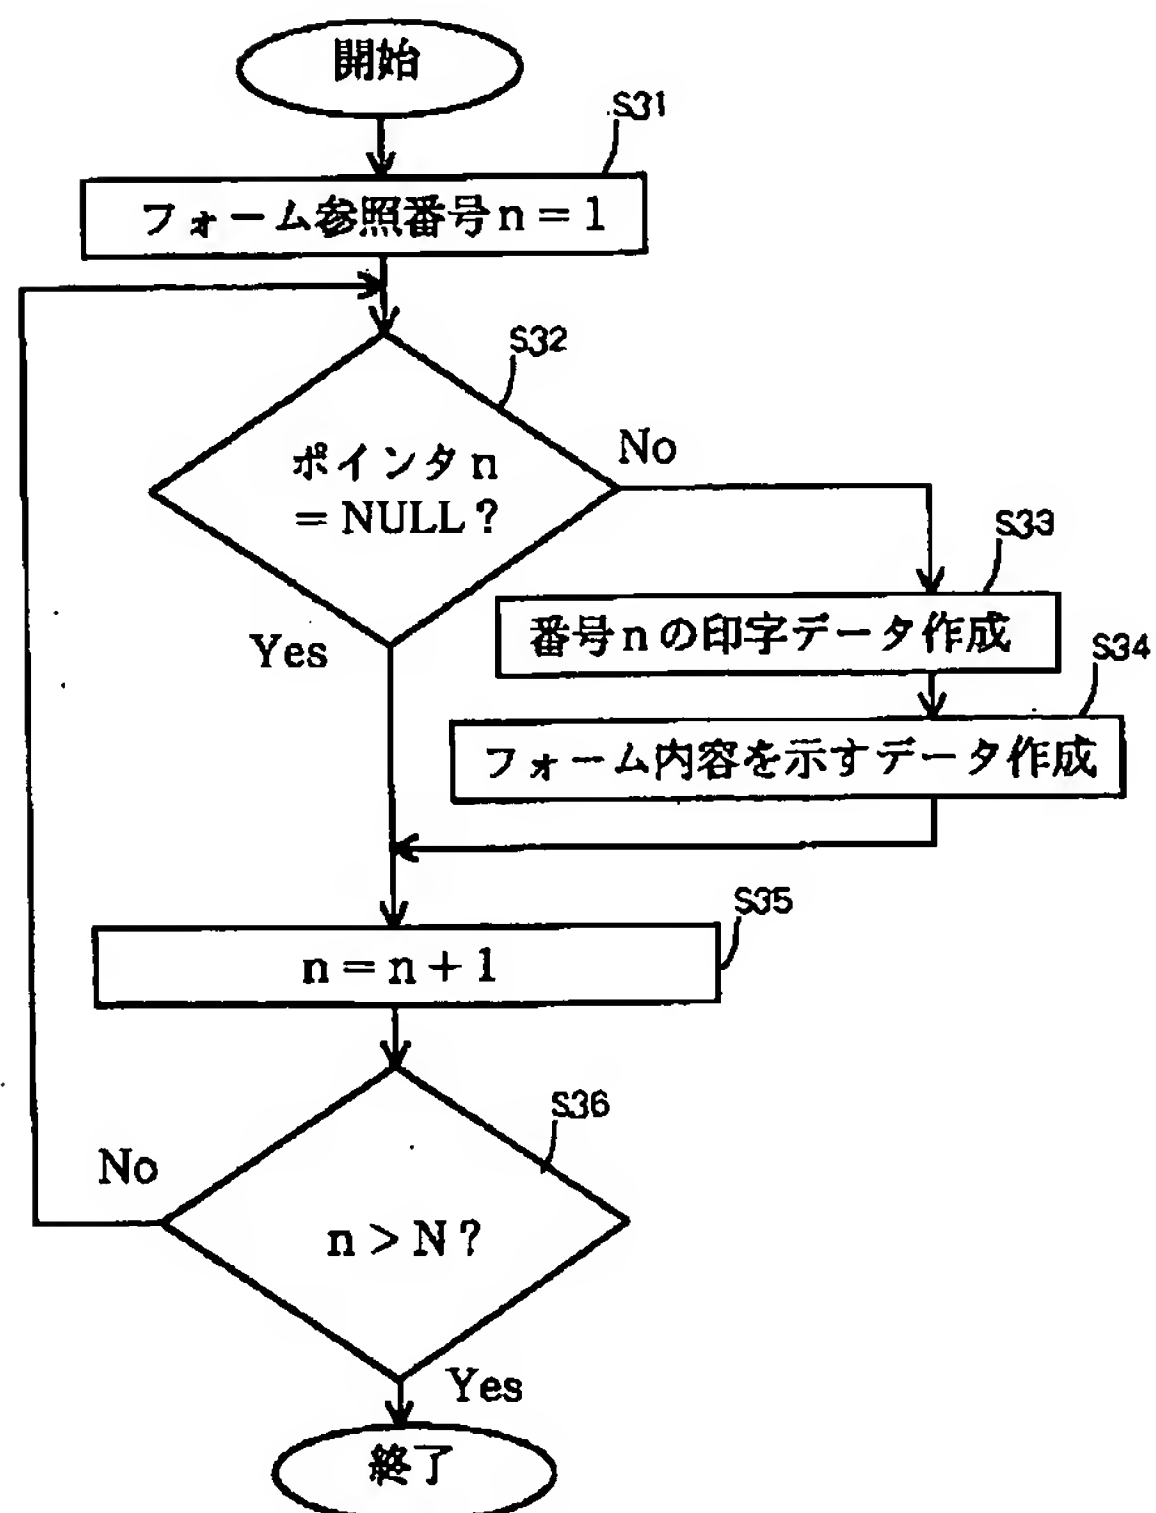 開始
S31
フォーム参照番号n=1
S32
ポインタn
=NULL?
No
Yes
S33
番号nの印字データ作成
S34
フォーム内容を示すデータ作成
S35
n=n+1
S36
No
n>N?
Yes
終了